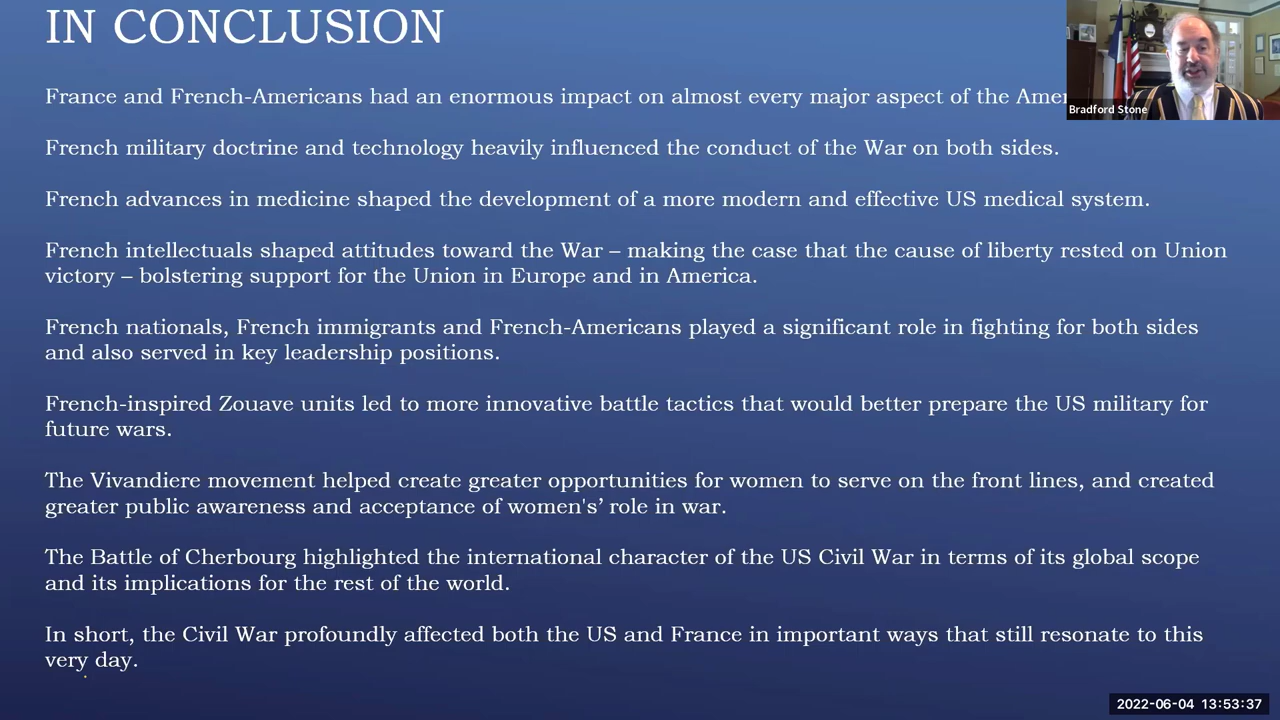 IN CONCLUSION
France and French-Americans had an enormous impact on almost every major aspect of the
Bradford Stone
French military doctrine and technology heavily influenced the conduct of the War on both sides.
French advances in medicine shaped the development of a more modern and effective US medical system.
French intellectuals shaped attitudes toward the War – making the case that the cause of liberty rested on Union
victory – bolstering support for the Union in Europe and in America.
French nationals, French immigrants and French-Americans played a significant role in fighting for both sides
and also served in key leadership positions.
French-inspired Zouave units led to more innovative battle tactics that would better prepare the US military for
future wars.
The Vivandiere movement helped create greater opportunities for women to serve on the front lines, and created
greater public awareness and acceptance of women's’ role in war.
The Battle of Cherbourg highlighted the international character of the US Civil War in terms of its global scope
and its implications for the rest of the world.
In short, the Civil War profoundly affected both the US and France in important ways that still resonate to this
very day.
2022-06-04 13:53:37